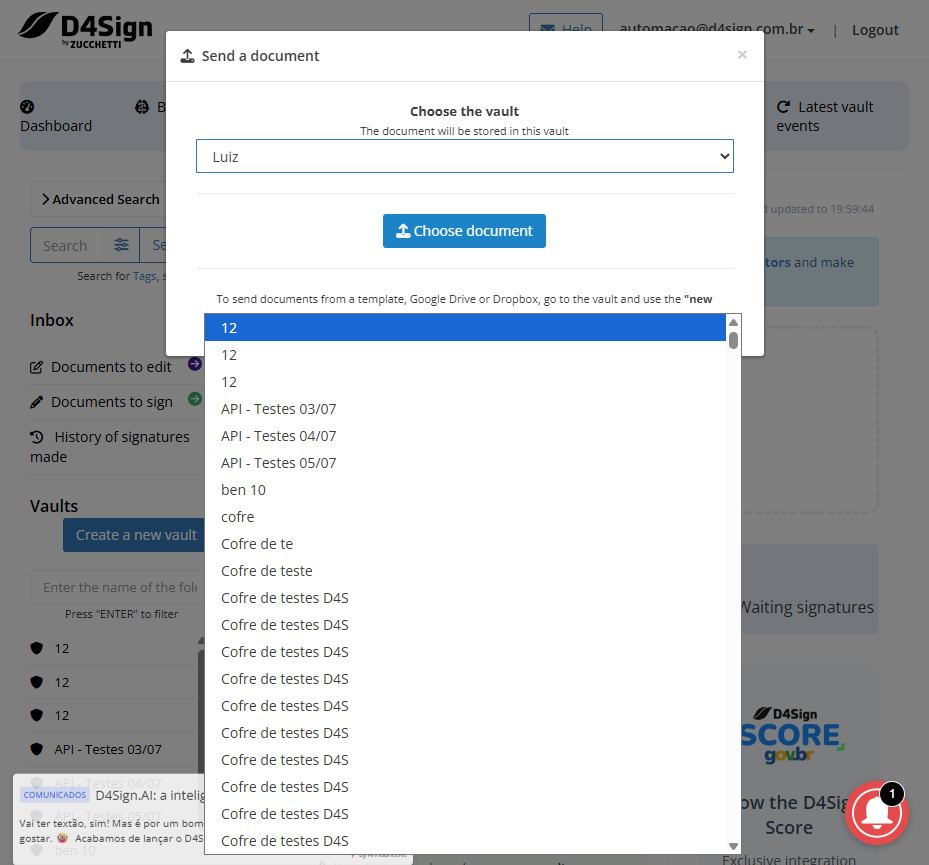 D4Sign
by ZUCCHETTI
Help
automacao@d4sign.com.br
|
Logout
Send a document
×
Choose the vault
The document will be stored in this vault
Luiz
Choose document
To send documents from a template, Google Drive or Dropbox, go to the vault and use the "new
12
12
12
API - Testes 03/07
API - Testes 04/07
API - Testes 05/07
ben 10
cofre
Cofre de te
Cofre de teste
Cofre de testes D4S
Cofre de testes D4S
Cofre de testes D4S
Cofre de testes D4S
Cofre de testes D4S
Cofre de testes D4S
Cofre de testes D4S
Cofre de testes D4S
Cofre de testes D4S
Cofre de testes D4S
Dashboard
B
Latest vault
events
Advanced Search
Search
Se
Search for Tags, s
Inbox
Documents to edit
Documents to sign
History of signatures
made
Vaults
Create a new vault
Enter the name of the fol
Press "ENTER" to filter
12
12
12
API - Testes 03/07
API - Testes 04/07
API - Testes 05/07
ben 10
COMUNICADOS
D4Sign.AI: a intelig
Vai ter textão, sim! Mas é por um bom
gostar. Acabamos de lançar o D4S
updated to 19:59:44
tors and make
Waiting signatures
D4Sign
SCORE
gov.br
ow the D4Sig
Score
Exclusive integration
1